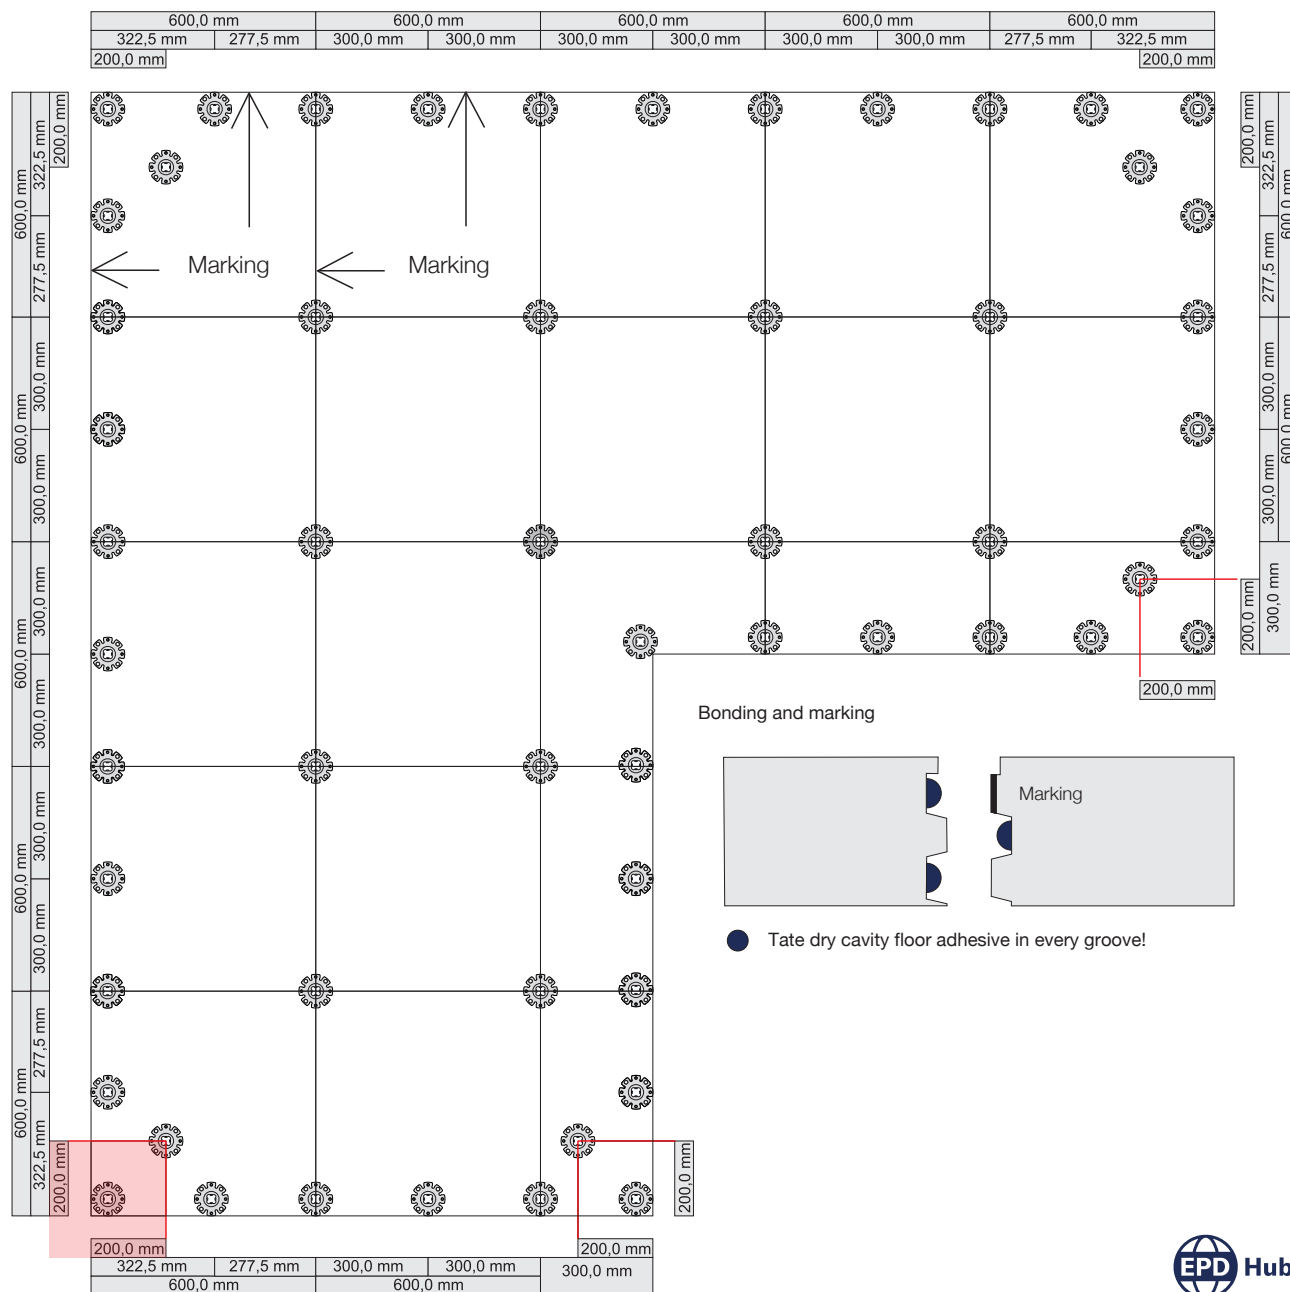 600,0 mm 600,0 mm 600,0 mm 600,0 mm 600,0 mm
322,5 mm 277,5 mm 300,0 mm 300,0 mm 300,0 mm 300,0 mm 300,0 mm 300,0 mm 277,5 mm 322,5 mm
200,0 mm 200,0 mm
600,0 mm
600,0 mm
600,0 mm
600,0 mm
600,0 mm
322,5 mm
277,5 mm
300,0 mm
300,0 mm
300,0 mm
300,0 mm
300,0 mm
300,0 mm
277,5 mm
322,5 mm
200,0 mm
200,0 mm
Marking Marking
200,0 mm
322,5 mm
277,5 mm
600,0 mm
300,0 mm
300,0 mm
600,0 mm
200,0 mm
300,0 mm
200,0 mm
Bonding and marking
Marking
Tate dry cavity floor adhesive in every groove!
200,0 mm
200,0 mm 200,0 mm
322,5 mm 277,5 mm 300,0 mm 300,0 mm 300,0 mm
600,0 mm 600,0 mm
EPD Hub